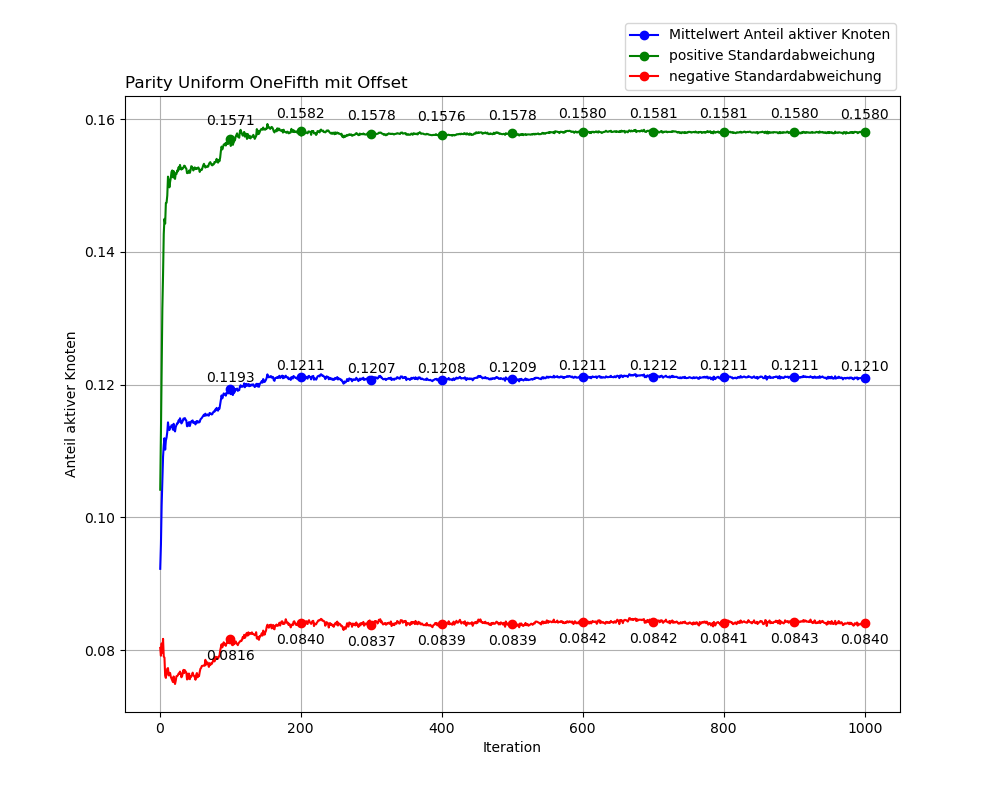 Mittelwert Anteil aktiver Knoten
positive Standardabweichung
negative Standardabweichung
Parity Uniform OneFifth mit Offset
0.16
0.14
0.12
0.10
0.08
Anteil aktiver Knoten
0.1571 0.1582 0.1578 0.1576 0.1578 0.1580 0.1581 0.1581 0.1580 0.1580
0.1193 0.1211 0.1207 0.1208 0.1209 0.1211 0.1212 0.1211 0.1211 0.1210
0.0816 0.0840 0.0837 0.0839 0.0839 0.0842 0.0842 0.0841 0.0843 0.0840
0 200 400 600 800 1000
Iteration